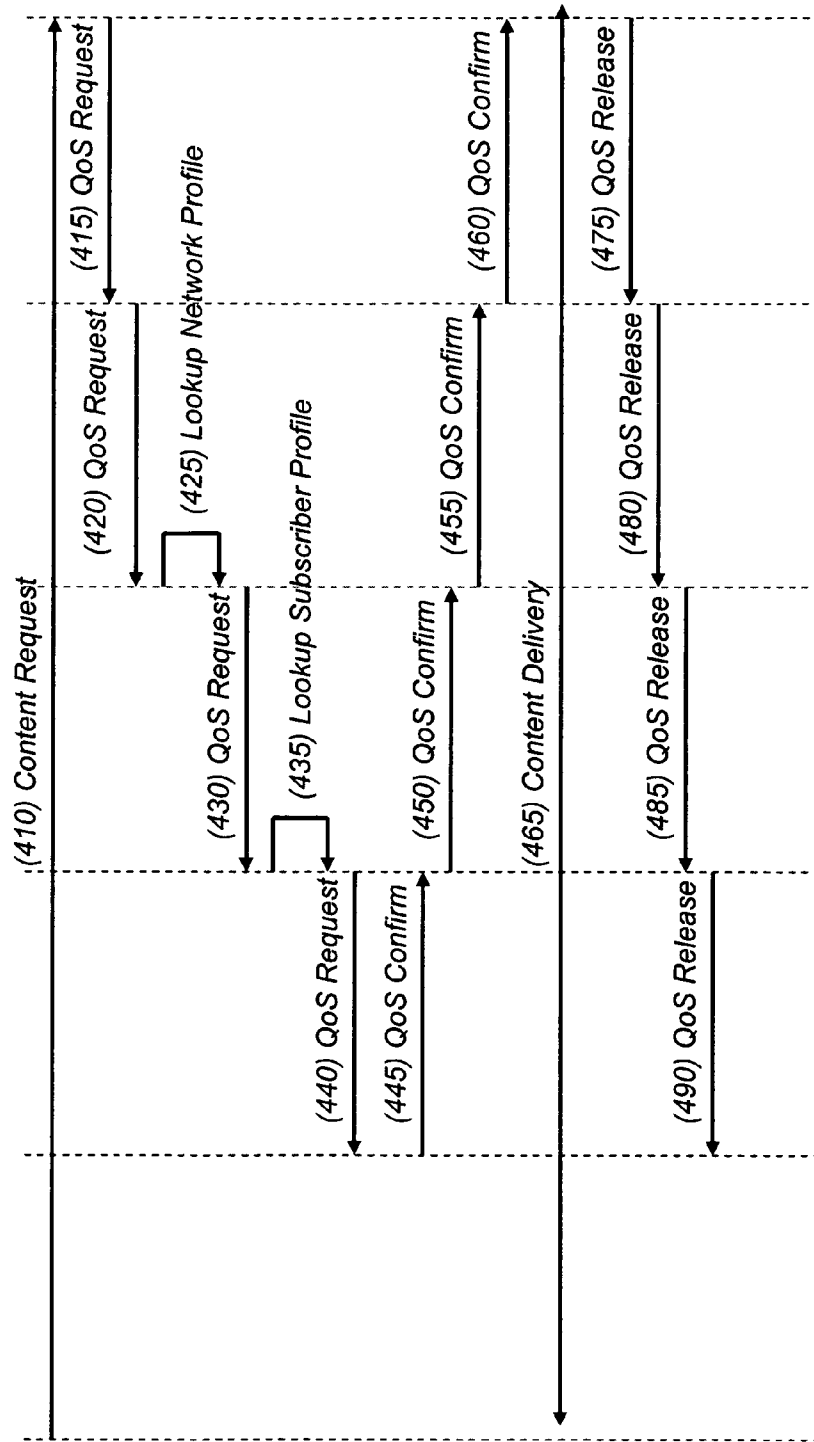 (410) Content Request
(415) QoS Request
(420) QoS Request
(425) Lookup Network Profile
(430) QoS Request
(435) Lookup Subscriber Profile
(440) QoS Request
(445) QoS Confirm
(450) QoS Confirm
(455) QoS Confirm
(460) QoS Confirm
(465) Content Delivery
(475) QoS Release
(480) QoS Release
(485) QoS Release
(490) QoS Release